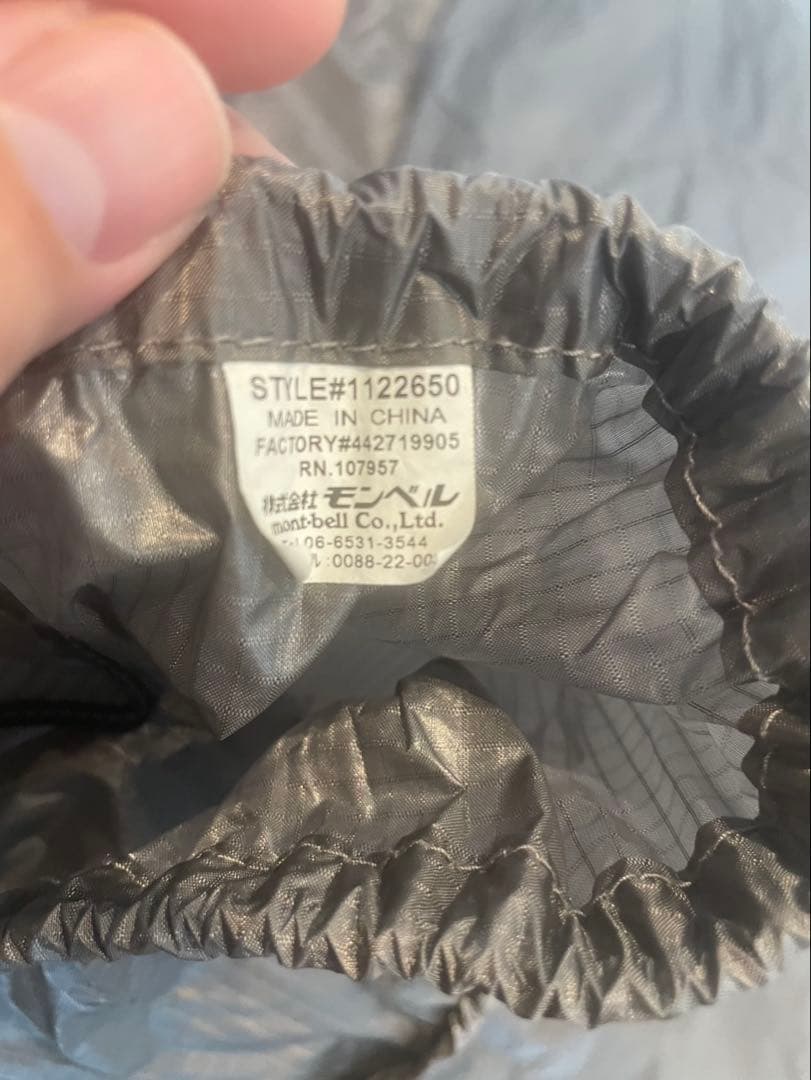 STYLE#1122650
MADE IN CHINA
FACTORY#442719905
RN.107957
株式会社 モンベル
mont-bell Co.,Ltd.
06-6531-3544
ル:0088-22-00